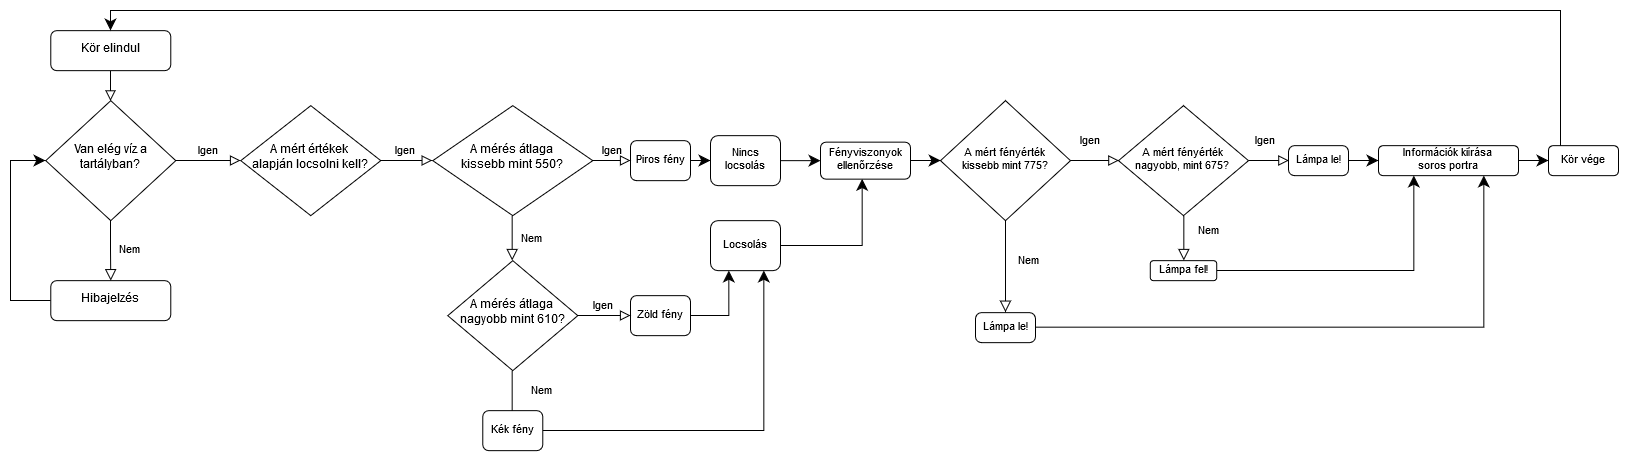 Kör elindul
Van elég víz a
tartályban?
Igen
Nem
Hibajelzés
A mért értékek
alapján locsolni kell?
Igen
A mérés átlaga
kissebb mint 550?
Igen
Nem
Piros fény
Nincs
locsolás
A mérés átlaga
nagyobb mint 610?
Igen
Nem
Zöld fény
Kék fény
Locsolás
Fényviszonyok
ellenőrzése
A mért fényérték
kissebb mint 775?
Igen
Nem
Lámpa le!
A mért fényérték
nagyobb, mint 675?
Igen
Nem
Lámpa fel!
Lámpa le!
Információk kiírása
soros portra
Kör vége